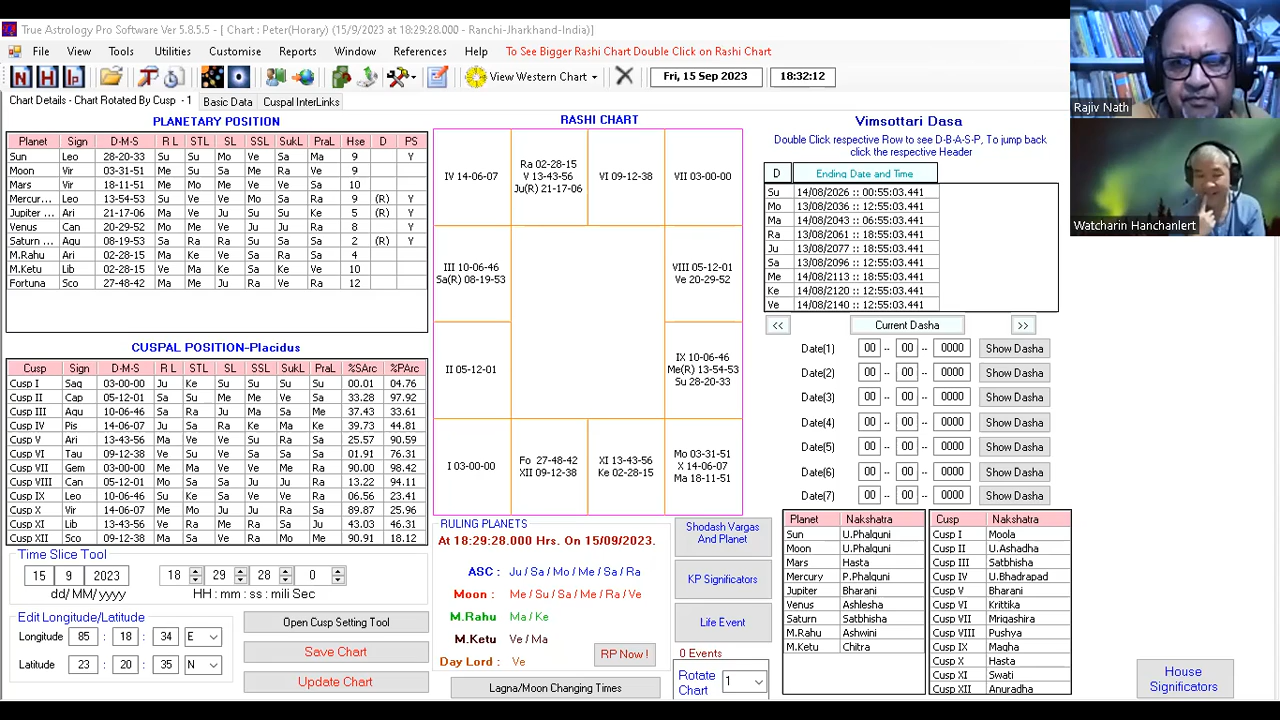 True Astrology Pro Software Ver 5.8.5.5 - [ Chart : Peter(Horary) (15/9/2023 at 18:29:28.000 - Ranchi-Jharkhand-India)]
File View Tools Utilities Customise Reports Window References Help To See Bigger Rashi Chart Double Click on Rashi Chart
N H Ip View Western Chart Fri, 15 Sep 2023 18:32:12
Chart Details - Chart Rotated By Cusp - 1 Basic Data Cuspal InterLinks
PLANETARY POSITION
Planet Sign D-M-S R L STL SL SSL SukL PraL Hse D PS
Sun Leo 28-20-33 Su Su Mo Ve Sa Ma 9 Y
Moon Vir 03-31-51 Me Su Sa Me Ra Ve 9
Mars Vir 18-11-51 Me Mo Me Ve Ve Sa 10
Mercur... Leo 13-54-53 Su Ve Ve Mo Sa Ra 9 (R) Y
Jupiter ... Ari 21-17-06 Ma Ve Ju Su Su Ke 5 (R) Y
Venus Can 20-29-52 Mo Me Ve Ju Ju Ve 8 Y
Saturn ... Aqu 08-19-53 Sa Ra Ra Su Ma Ve 2 (R) Y
M.Rahu Ari 02-28-15 Ma Ke Ve Sa Ra Ra 4
M.Ketu Lib 02-28-15 Ve Ma Ke Sa Ke Ve 10
Fortuna Sco 27-48-42 Ma Me Ju Ra Ve Ra 12
CUSPAL POSITION-Placidus
Cusp Sign D-M-S R L STL SL SSL SukL PraL %SArc %PArc
Cusp I Sag 03-00-00 Ju Ke Su Su Ra Ju 00.01 04.76
Cusp II Cap 05-12-01 Sa Su Me Me Su Ke 33.28 97.92
Cusp III Aqu 10-06-46 Sa Ra Ju Ma Sa Me 37.43 33.61
Cusp IV Pis 14-06-07 Ju Sa Ra Ke Ma Sa 39.73 44.81
Cusp V Ari 13-43-56 Ma Ve Ve Su Ra Sa 25.57 90.59
Cusp VI Tau 09-12-38 Ve Su Ve Ve Su Sa 01.91 76.31
Cusp VII Gem 03-00-00 Me Ma Ve Ve Ma Me 90.00 98.42
Cusp VIII Can 05-12-01 Mo Sa Me Su Ju Ma 13.22 94.11
Cusp IX Leo 10-06-46 Su Ke Sa Ve Ve Ra 06.56 23.41
Cusp X Vir 14-06-07 Me Mo Ju Su Me Ra 89.87 25.96
Cusp XI Lib 13-43-56 Ve Ra Me Ra Sa Ju 43.03 46.31
Cusp XII Sco 09-12-38 Ma Sa Ve Me Su Ra 90.91 18.12
Time Slice Tool
15 9 2023 18 29 28 0
dd/ MM/ yyyy HH : mm : ss : mili Sec
Edit Longitude/Latitude
Longitude 85 : 18 : 34 E
Latitude 23 : 20 : 35 N
Open Cusp Setting Tool
Save Chart
Update Chart
RASHI CHART
IV 14-06-07
Ra 02-28-15
V 13-43-56
Ju(R) 21-17-06
VI 09-12-38
VII 03-00-00
III 10-06-46
Sa(R) 08-19-53
VIII 05-12-01
Ve 20-29-52
II 05-12-01
IX 10-06-46
Me(R) 13-54-53
Su 28-20-33
I 03-00-00
Fo 27-48-42
XII 09-12-38
XI 13-43-56
Ke 02-28-15
Mo 03-31-51
X 14-06-07
Ma 18-11-51
RULING PLANETS
At 18:29:28.000 Hrs. On 15/09/2023.
ASC : Ju / Sa / Mo / Me / Sa / Ra
Moon : Me / Su / Sa / Me / Ra / Ve
M.Rahu Ma / Ke
M.Ketu Ve / Ma
Day Lord : Ve
RP Now !
Lagna/Moon Changing Times
Shodash Vargas
And Planet
KP Significators
Life Event
0 Events
Rotate
Chart 1
Vimsottari Dasa
Double Click respective Row to see D-B-A-S-P, To jump back
click the respective Header
D Ending Date and Time
Su 14/08/2026 :: 00:55:03.441
Mo 13/08/2036 :: 12:55:03.441
Ma 14/08/2043 :: 06:55:03.441
Ra 13/08/2061 :: 18:55:03.441
Ju 13/08/2077 :: 18:55:03.441
Sa 13/08/2096 :: 12:55:03.441
Me 14/08/2113 :: 18:55:03.441
Ke 14/08/2120 :: 12:55:03.441
Ve 14/08/2140 :: 12:55:03.441
<< Current Dasha >>
Date(1) 00 -- 00 -- 0000 Show Dasha
Date(2) 00 -- 00 -- 0000 Show Dasha
Date(3) 00 -- 00 -- 0000 Show Dasha
Date(4) 00 -- 00 -- 0000 Show Dasha
Date(5) 00 -- 00 -- 0000 Show Dasha
Date(6) 00 -- 00 -- 0000 Show Dasha
Date(7) 00 -- 00 -- 0000 Show Dasha
Planet Nakshatra
Sun U.Phalguni
Moon U.Phalguni
Mars Hasta
Mercury P.Phalguni
Jupiter Bharani
Venus Ashlesha
Saturn Satbhisha
M.Rahu Ashwini
M.Ketu Chitra
Cusp Nakshatra
Cusp I Moola
Cusp II U.Ashadha
Cusp III Satbhisha
Cusp IV U.Bhadrapad
Cusp V Bharani
Cusp VI Krittika
Cusp VII Mrigashira
Cusp VIII Pushya
Cusp IX Magha
Cusp X Hasta
Cusp XI Swati
Cusp XII Anuradha
House
Significators
Rajiv Nath
Watcharin Hanchanlert